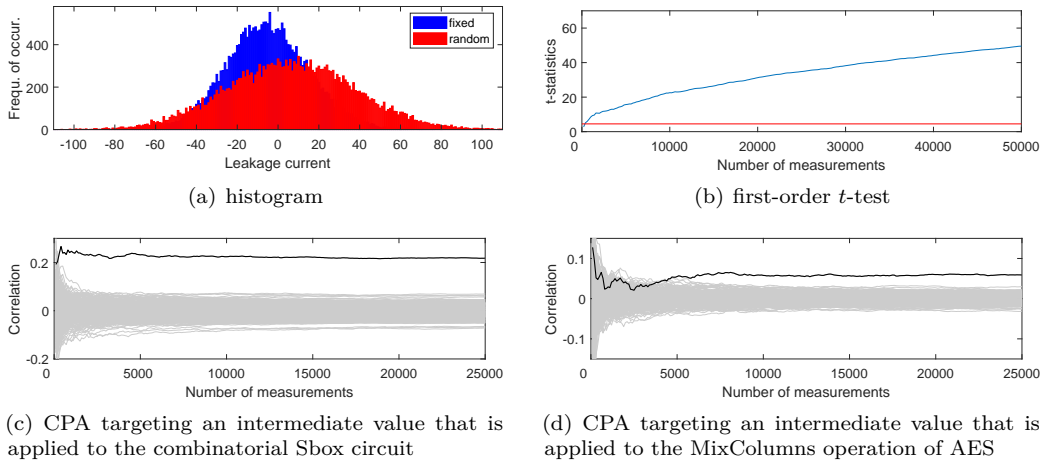 Frequ. of occur.
400
200
0
fixed
random
-100 -80 -60 -40 -20 0 20 40 60 80 100
Leakage current
(a) histogram
t-statistics
60
40
20
0
0 10000 20000 30000 40000 50000
Number of measurements
(b) first-order t-test
Correlation
0.2
0
-0.2
0 5000 10000 15000 20000 25000
Number of measurements
(c) CPA targeting an intermediate value that is
applied to the combinatorial Sbox circuit
Correlation
0.1
0
-0.1
0 5000 10000 15000 20000 25000
Number of measurements
(d) CPA targeting an intermediate value that is
applied to the MixColumns operation of AES